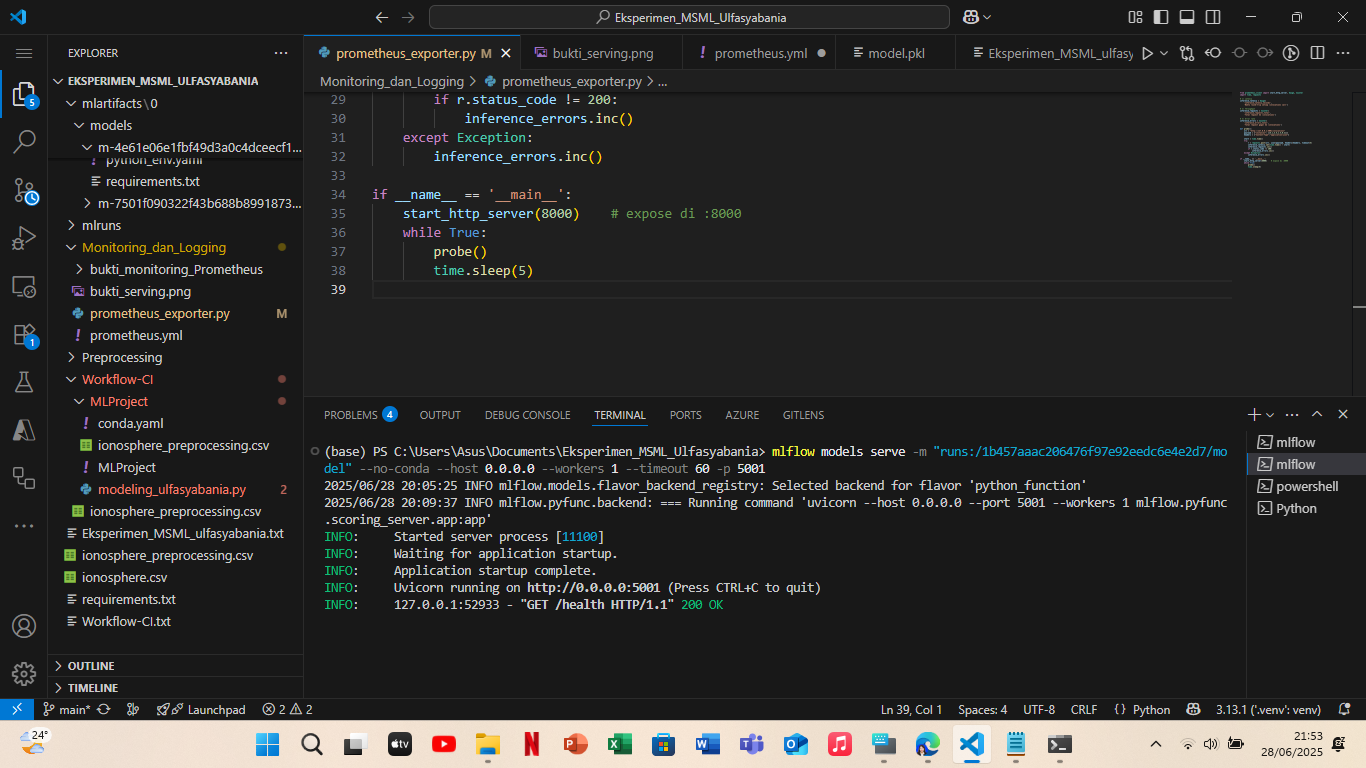 Eksperimen_MSML_Ulfasyabania
EXPLORER
EKSPERIMEN_MSML_ULFASYABANIA
mlartifacts\0
models
m-4e61e06e1fbf49d3a0c4dceecf1...
python_env.yaml
requirements.txt
m-7501f090322f43b688b8991873...
mlruns
Monitoring_dan_Logging
bukti_monitoring_Prometheus
bukti_serving.png
prometheus_exporter.py M
prometheus.yml
Preprocessing
Workflow-CI
MLProject
conda.yaml
ionosphere_preprocessing.csv
MLProject
modeling_ulfasyabania.py 2
ionosphere_preprocessing.csv
Eksperimen_MSML_ulfasyabania.txt
ionosphere_preprocessing.csv
ionosphere.csv
requirements.txt
Workflow-CI.txt
OUTLINE
TIMELINE
5
1
prometheus_exporter.py M
bukti_serving.png
prometheus.yml
model.pkl
Eksperimen_MSML_ulfasy
Monitoring_dan_Logging > prometheus_exporter.py > ...
29 if r.status_code != 200:
30 inference_errors.inc()
31 except Exception:
32 inference_errors.inc()
33
34 if __name__ == '__main__':
35 start_http_server(8000) # expose di :8000
36 while True:
37 probe()
38 time.sleep(5)
39
PROBLEMS 4 OUTPUT DEBUG CONSOLE TERMINAL PORTS AZURE GITLENS
(base) PS C:\Users\Asus\Documents\Eksperimen_MSML_Ulfasyabania> mlflow models serve -m "runs:/1b457aaac206476f97e92eedc6e4e2d7/mo
del" --no-conda --host 0.0.0.0 --workers 1 --timeout 60 -p 5001
2025/06/28 20:05:25 INFO mlflow.models.flavor_backend_registry: Selected backend for flavor 'python_function'
2025/06/28 20:09:37 INFO mlflow.pyfunc.backend: === Running command 'uvicorn --host 0.0.0.0 --port 5001 --workers 1 mlflow.pyfunc
.scoring_server.app:app'
INFO: Started server process [11100]
INFO: Waiting for application startup.
INFO: Application startup complete.
INFO: Uvicorn running on http://0.0.0.0:5001 (Press CTRL+C to quit)
INFO: 127.0.0.1:52933 - "GET /health HTTP/1.1" 200 OK
mlflow
mlflow
powershell
Python
main* Launchpad 2 2
Ln 39, Col 1 Spaces: 4 UTF-8 CRLF {} Python 3.13.1 ('.venv': venv)
24°
tv
21:53
28/06/2025